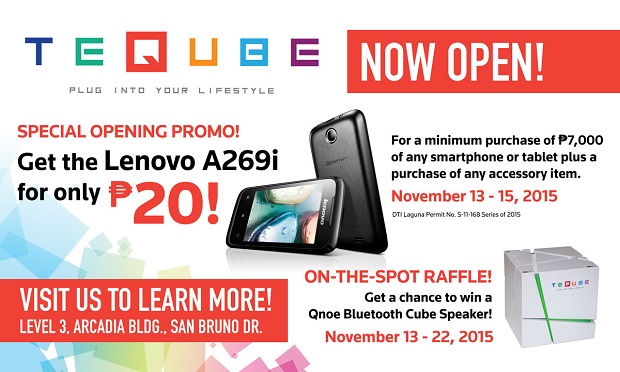 TEQUBE
PLUG INTO YOUR LIFESTYLE
NOW OPEN!
SPECIAL OPENING PROMO!
Get the Lenovo A269i
for only ₱20!
lenovo
lenovo
For a minimum purchase of ₱7,000
of any smartphone or tablet plus a
purchase of any accessory item.
November 13 - 15, 2015
DTI Laguna Permit No. S-11-168 Series of 2015
VISIT US TO LEARN MORE!
LEVEL 3, ARCADIA BLDG., SAN BRUNO DR.
ON-THE-SPOT RAFFLE!
Get a chance to win a
Qnoe Bluetooth Cube Speaker!
November 13 - 22, 2015
TEQUBE